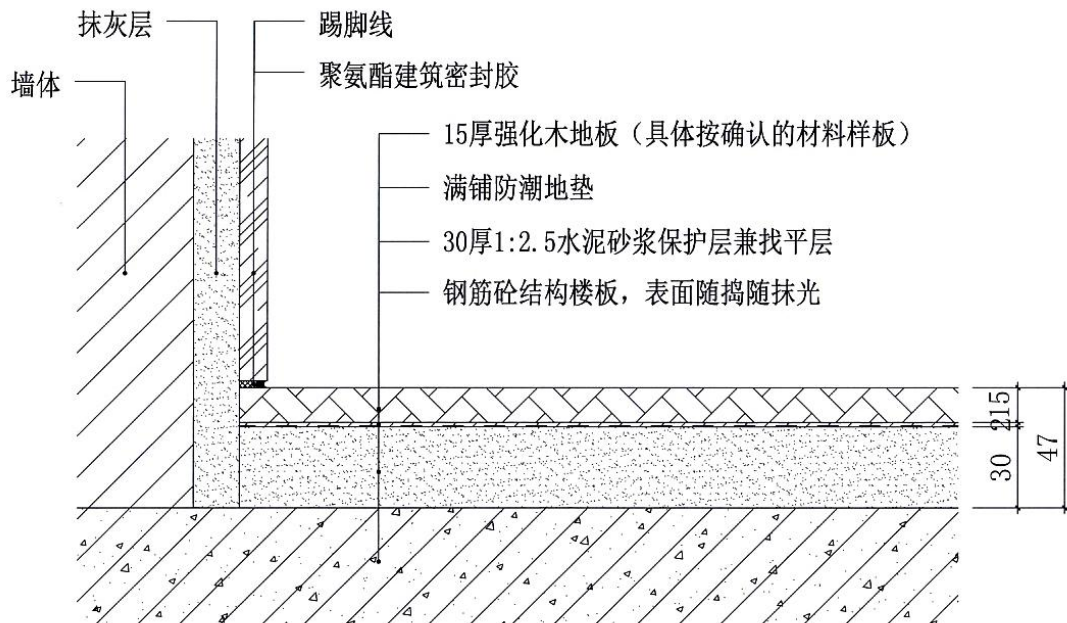 抹灰层
踢脚线
墙体
聚氨酯建筑密封胶
15厚强化木地板（具体按确认的材料样板）
满铺防潮地垫
30厚1:2.5水泥砂浆保护层兼找平层
钢筋砼结构楼板，表面随捣随抹光
15
2
30
47